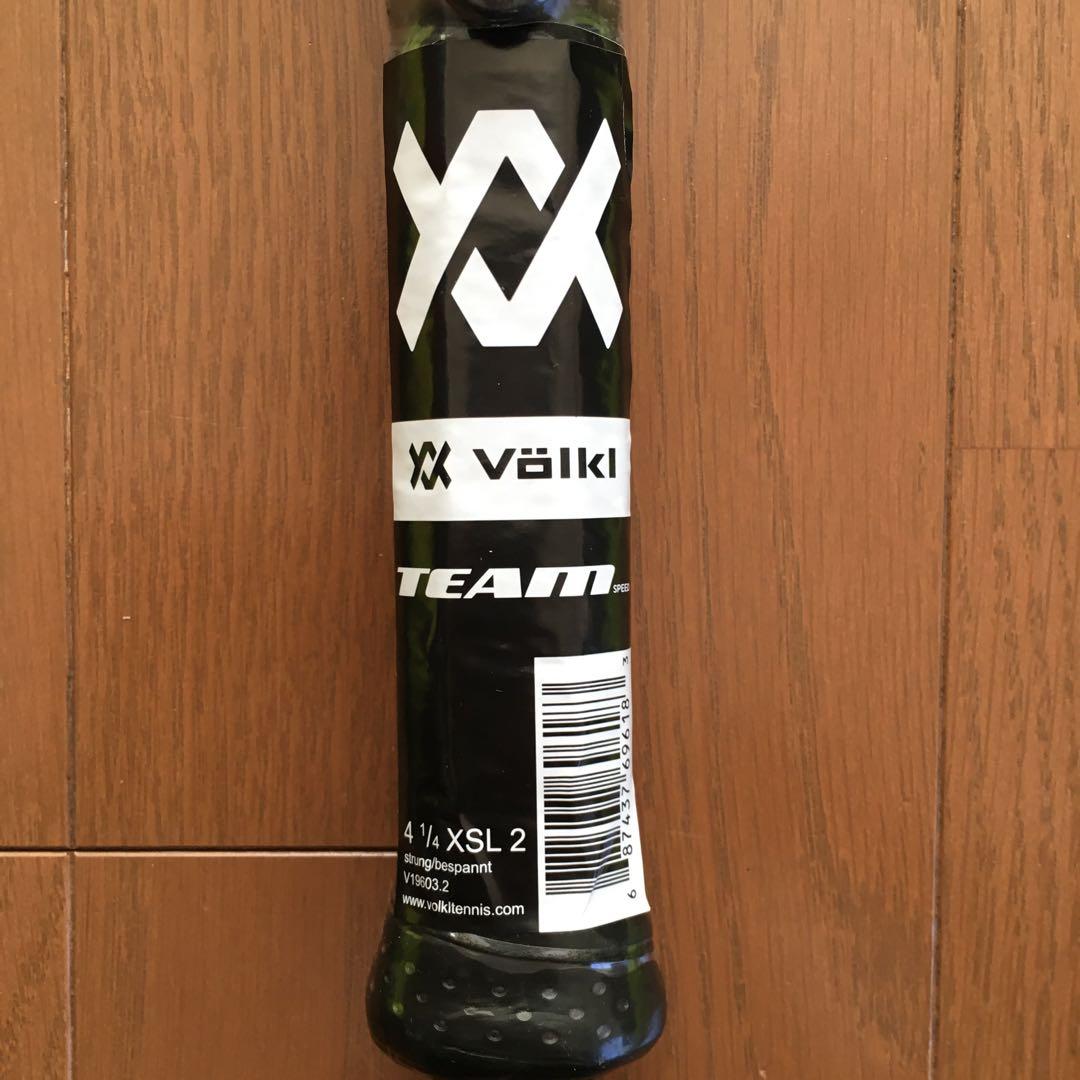 Völkl
TEAM SPEED
4 1/4 XSL 2
strung/bespannt
V19603.2
www.volkltennis.com
6 87437 69618 3